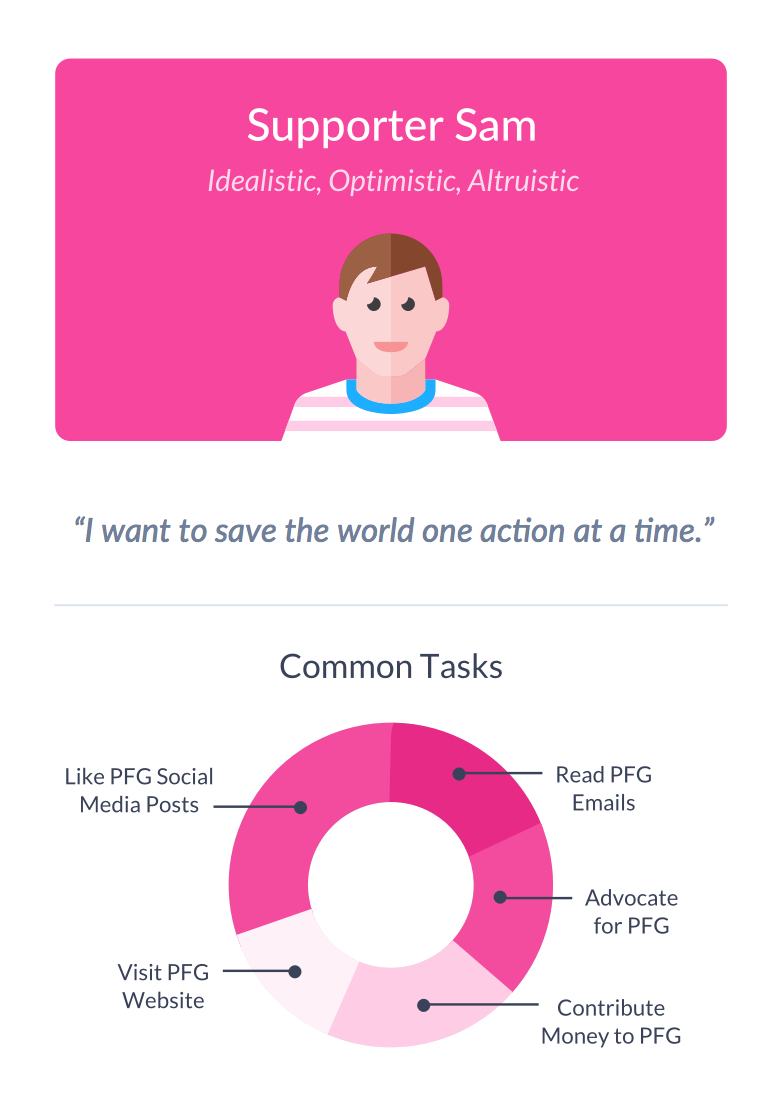 Supporter Sam
Idealistic, Optimistic, Altruistic
“I want to save the world one action at a time.”
Common Tasks
Like PFG Social
Media Posts
Read PFG
Emails
Advocate
for PFG
Visit PFG
Website
Contribute
Money to PFG